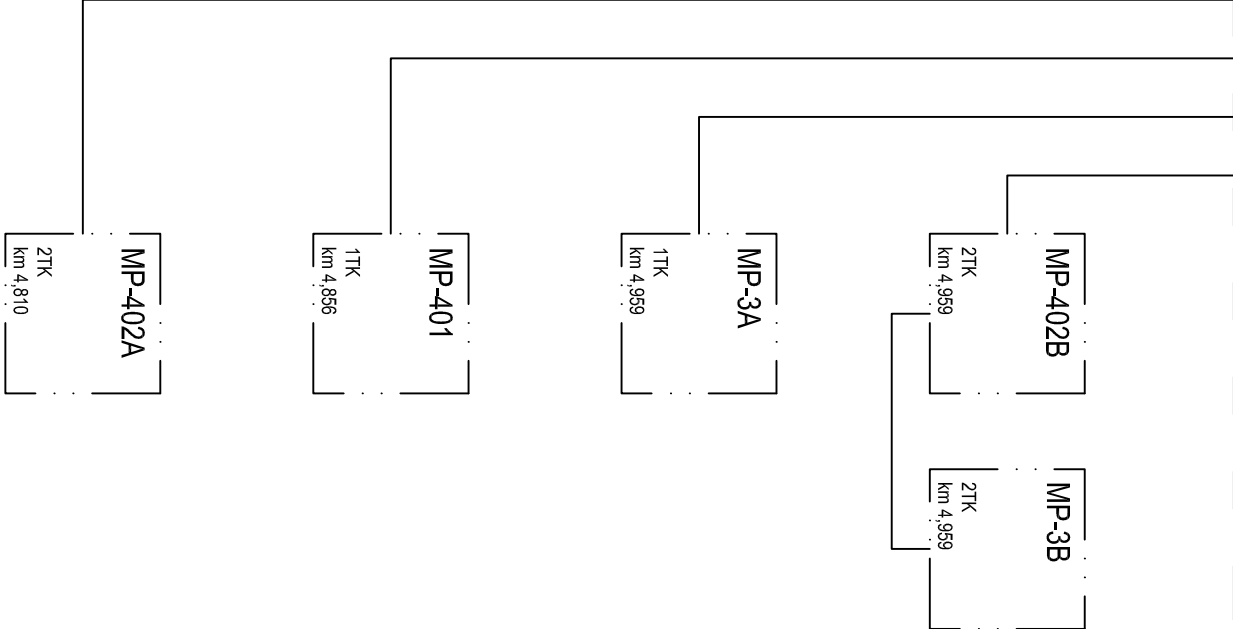 MP-402A
2TK
km 4,810
MP-401
1TK
km 4,856
MP-3A
1TK
km 4,959
MP-402B
2TK
km 4,959
MP-3B
2TK
km 4,959